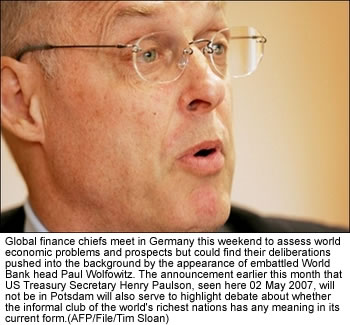 Global finance chiefs meet in Germany this weekend to assess world
economic problems and prospects but could find their deliberations
pushed into the background by the appearance of embattled World
Bank head Paul Wolfowitz. The announcement earlier this month that
US Treasury Secretary Henry Paulson, seen here 02 May 2007, will
not be in Potsdam will also serve to highlight debate about whether
the informal club of the world's richest nations has any meaning in its
current form.(AFP/File/Tim Sloan)